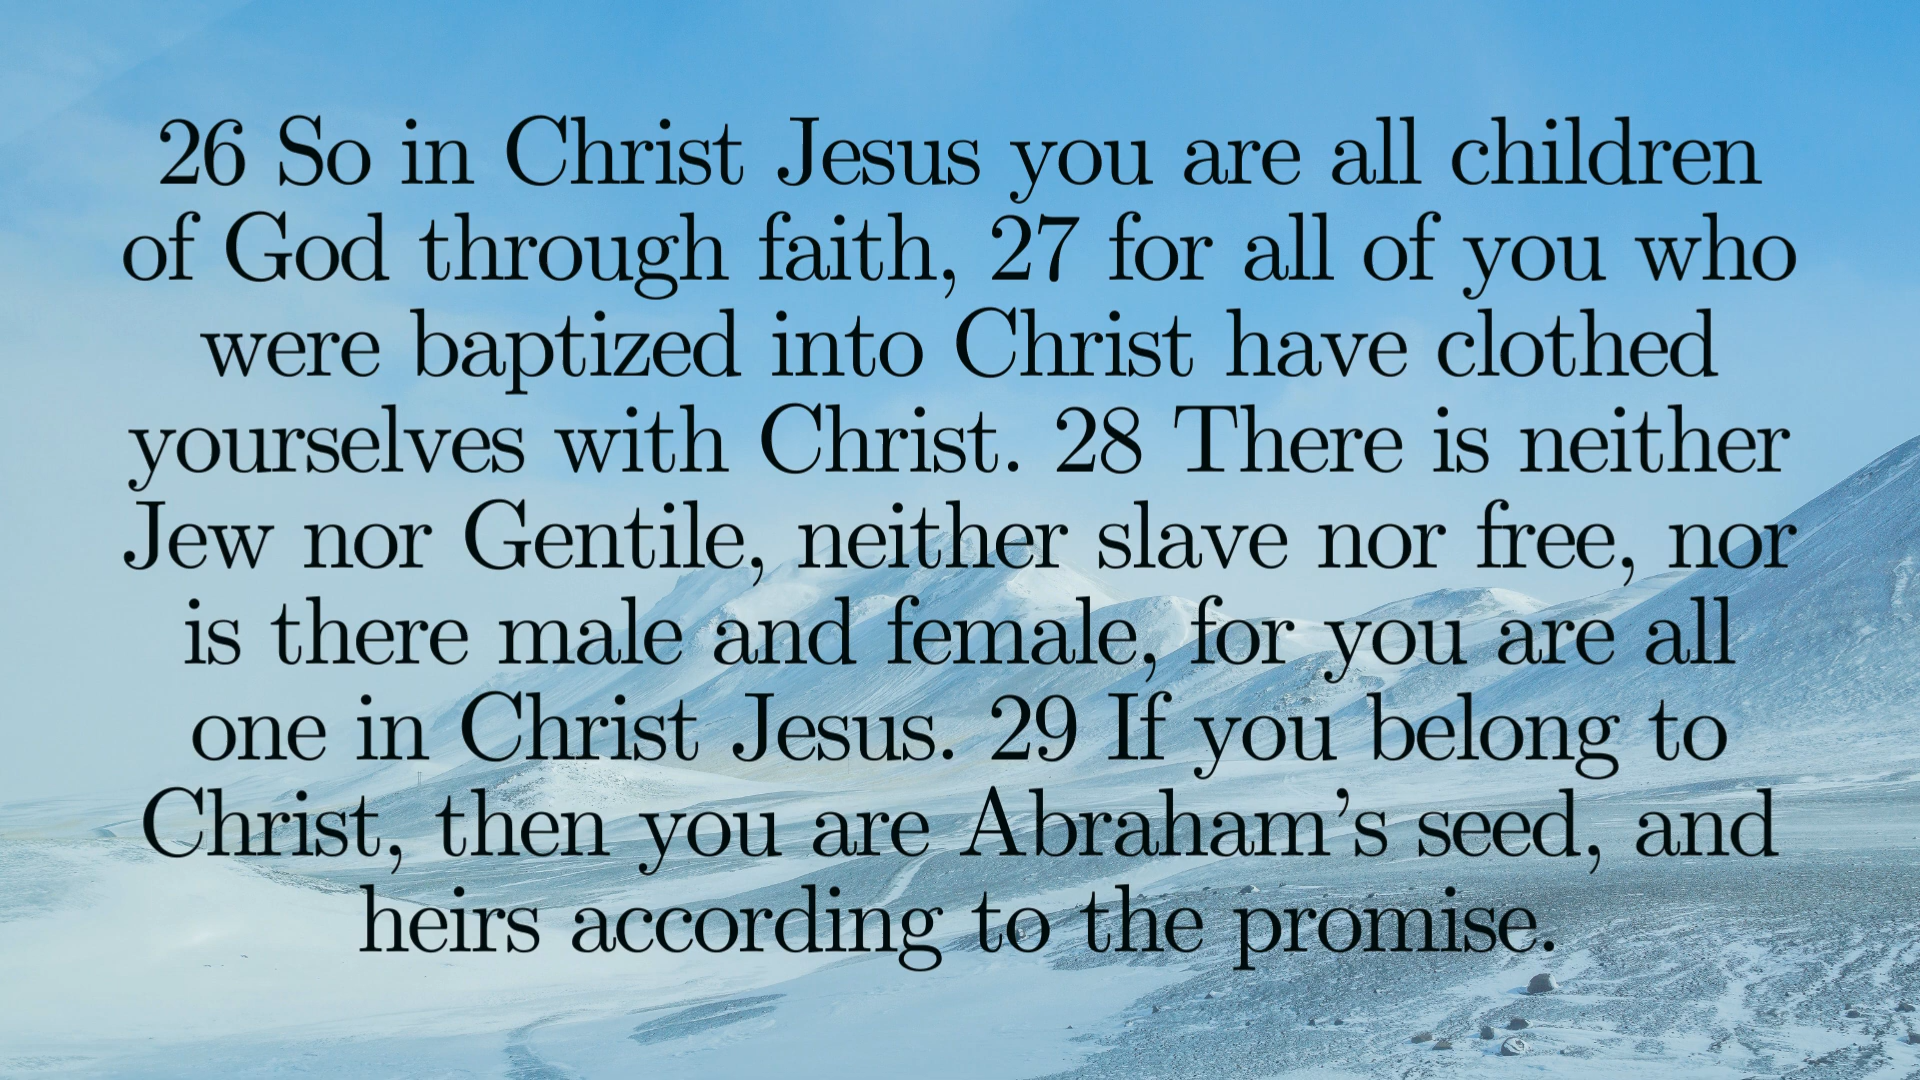 26 So in Christ Jesus you are all children
of God through faith, 27 for all of you who
were baptized into Christ have clothed
yourselves with Christ. 28 There is neither
Jew nor Gentile, neither slave nor free, nor
is there male and female, for you are all
one in Christ Jesus. 29 If you belong to
Christ, then you are Abraham’s seed, and
heirs according to the promise.